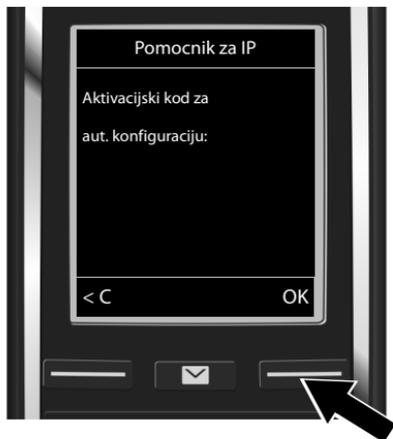 Pomocnik za IP
Aktivacijski kod za
aut. konfiguraciju:
< C
OK